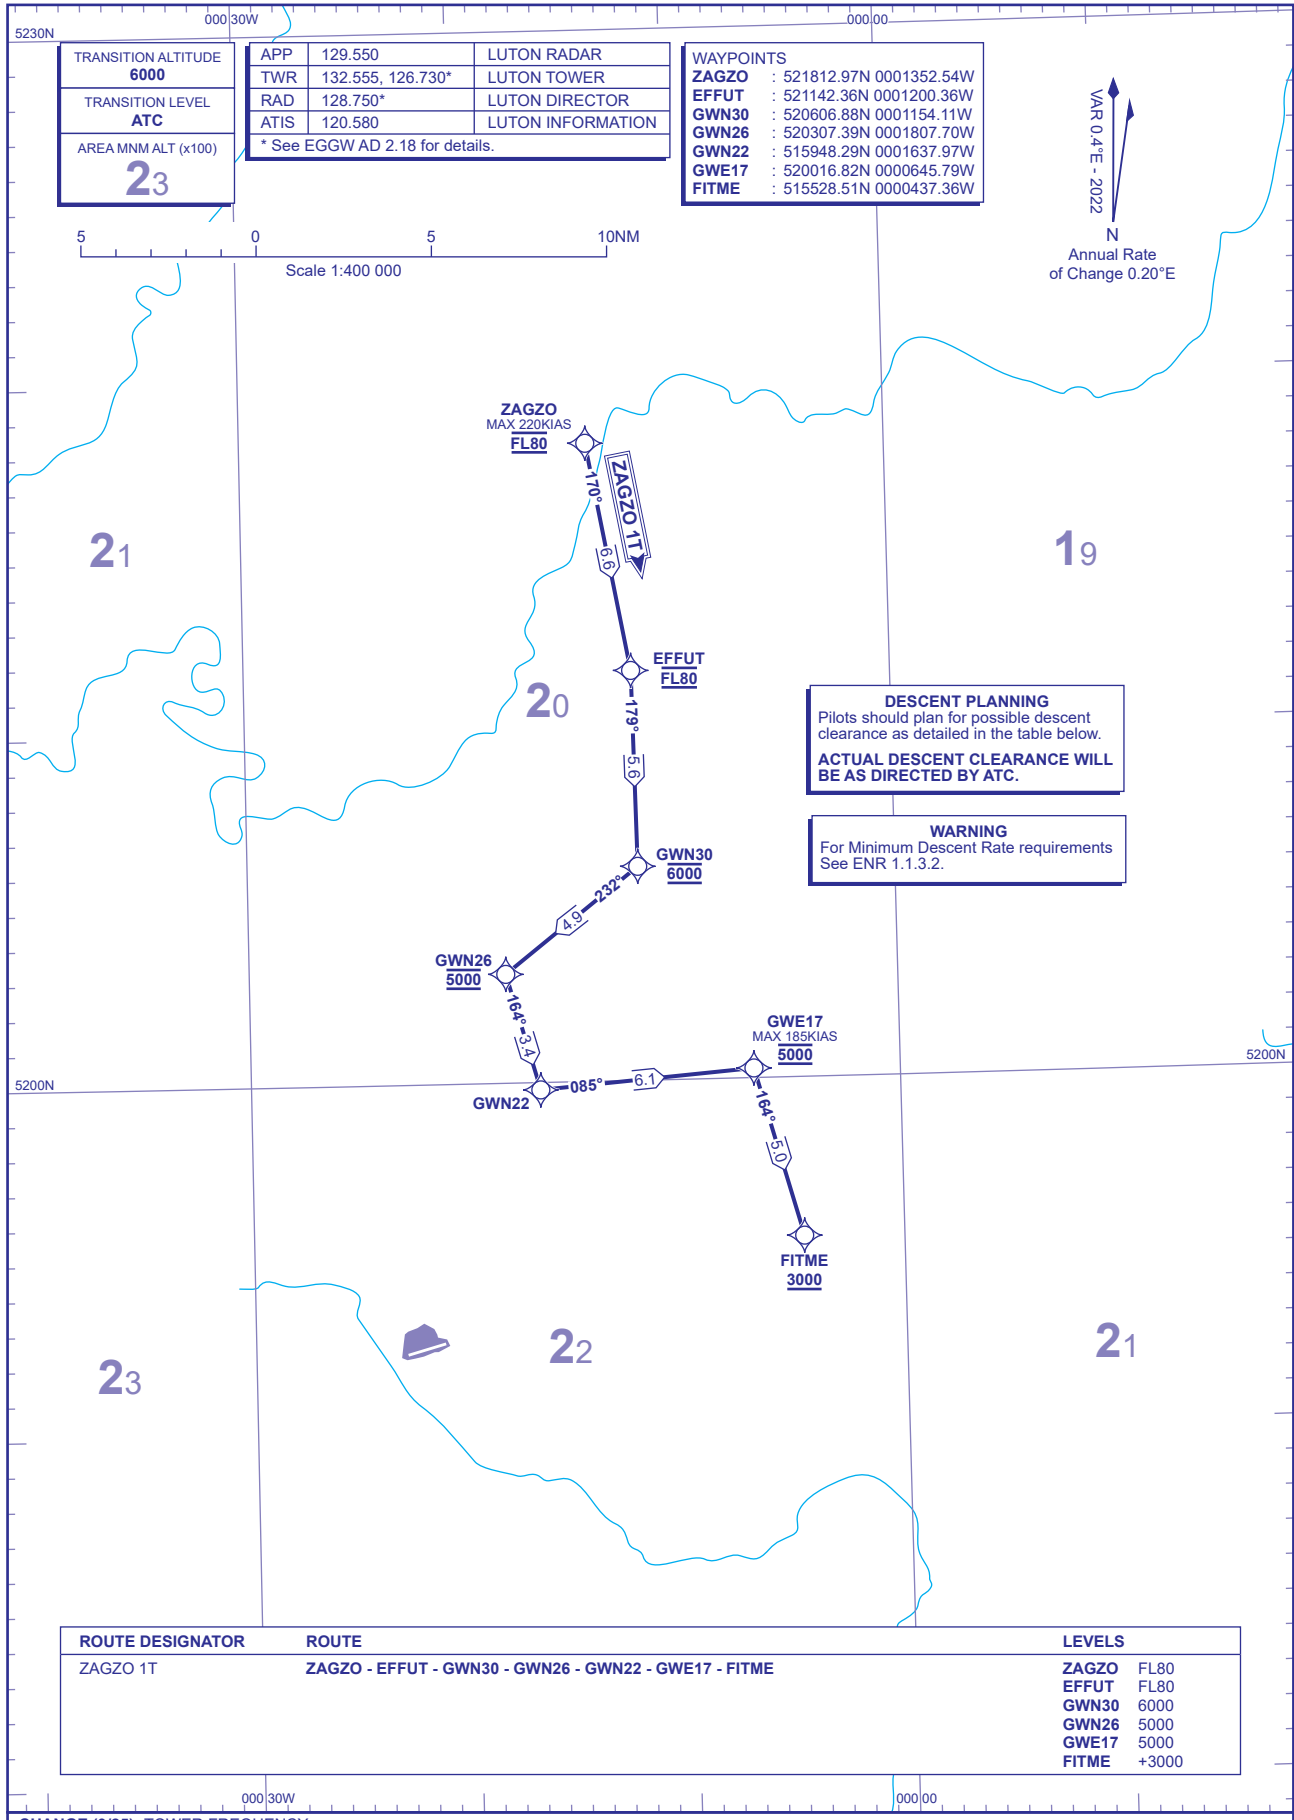 000 30W
000 00
5230N
TRANSITION ALTITUDE
6000
TRANSITION LEVEL
ATC
AREA MNM ALT (x100)
23
APP 129.550 LUTON RADAR
TWR 132.555, 126.730* LUTON TOWER
RAD 128.750* LUTON DIRECTOR
ATIS 120.580 LUTON INFORMATION
* See EGGW AD 2.18 for details.
WAYPOINTS
ZAGZO : 521812.97N 0001352.54W
EFFUT : 521142.36N 0001200.36W
GWN30 : 520606.88N 0001154.11W
GWN26 : 520307.39N 0001807.70W
GWN22 : 515948.29N 0001637.97W
GWE17 : 520016.82N 0000645.79W
FITME : 515528.51N 0000437.36W
VAR 0.4°E - 2022
N
Annual Rate
of Change 0.20°E
5 0 5 10NM
Scale 1:400 000
ZAGZO
MAX 220KIAS
FL80
170°
ZAGZO 1T
6.6
21
19
EFFUT
FL80
20
179°
5.6
DESCENT PLANNING
Pilots should plan for possible descent
clearance as detailed in the table below.
ACTUAL DESCENT CLEARANCE WILL
BE AS DIRECTED BY ATC.
WARNING
For Minimum Descent Rate requirements
See ENR 1.1.3.2.
GWN30
6000
232°
4.9
GWN26
5000
164°
3.4
GWE17
MAX 185KIAS
5000
5200N
5200N
GWN22
085°
6.1
164°
5.0
FITME
3000
23
22
21
ROUTE DESIGNATOR ROUTE LEVELS
ZAGZO 1T ZAGZO - EFFUT - GWN30 - GWN26 - GWN22 - GWE17 - FITME ZAGZO FL80
EFFUT FL80
GWN30 6000
GWN26 5000
GWE17 5000
FITME +3000
000 30W
000 00